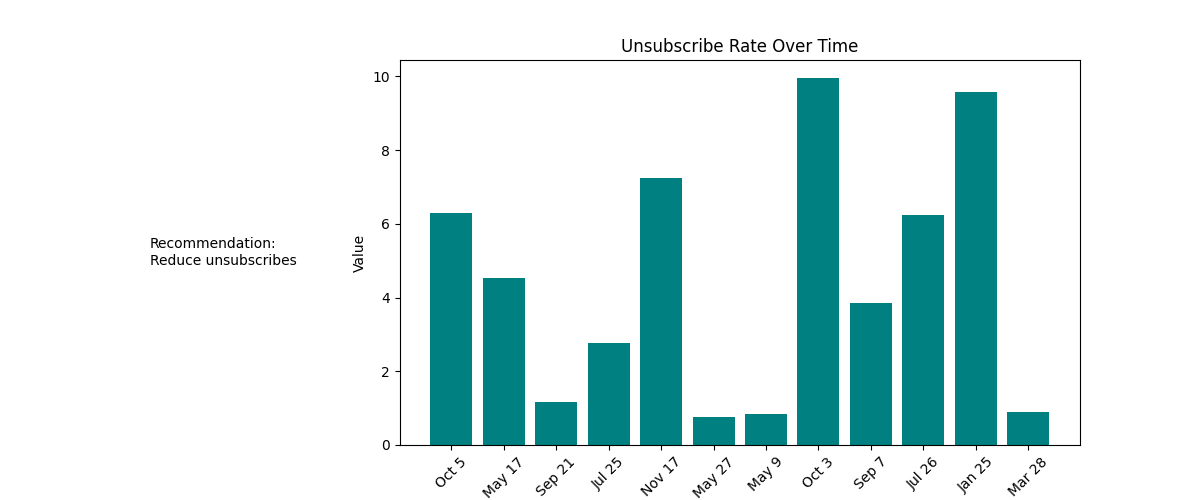 Unsubscribe Rate Over Time
10
8
6
4
2
0
Value
Recommendation:
Reduce unsubscribes
Oct 5
May 17
Sep 21
Jul 25
Nov 17
May 27
May 9
Oct 3
Sep 7
Jul 26
Jan 25
Mar 28